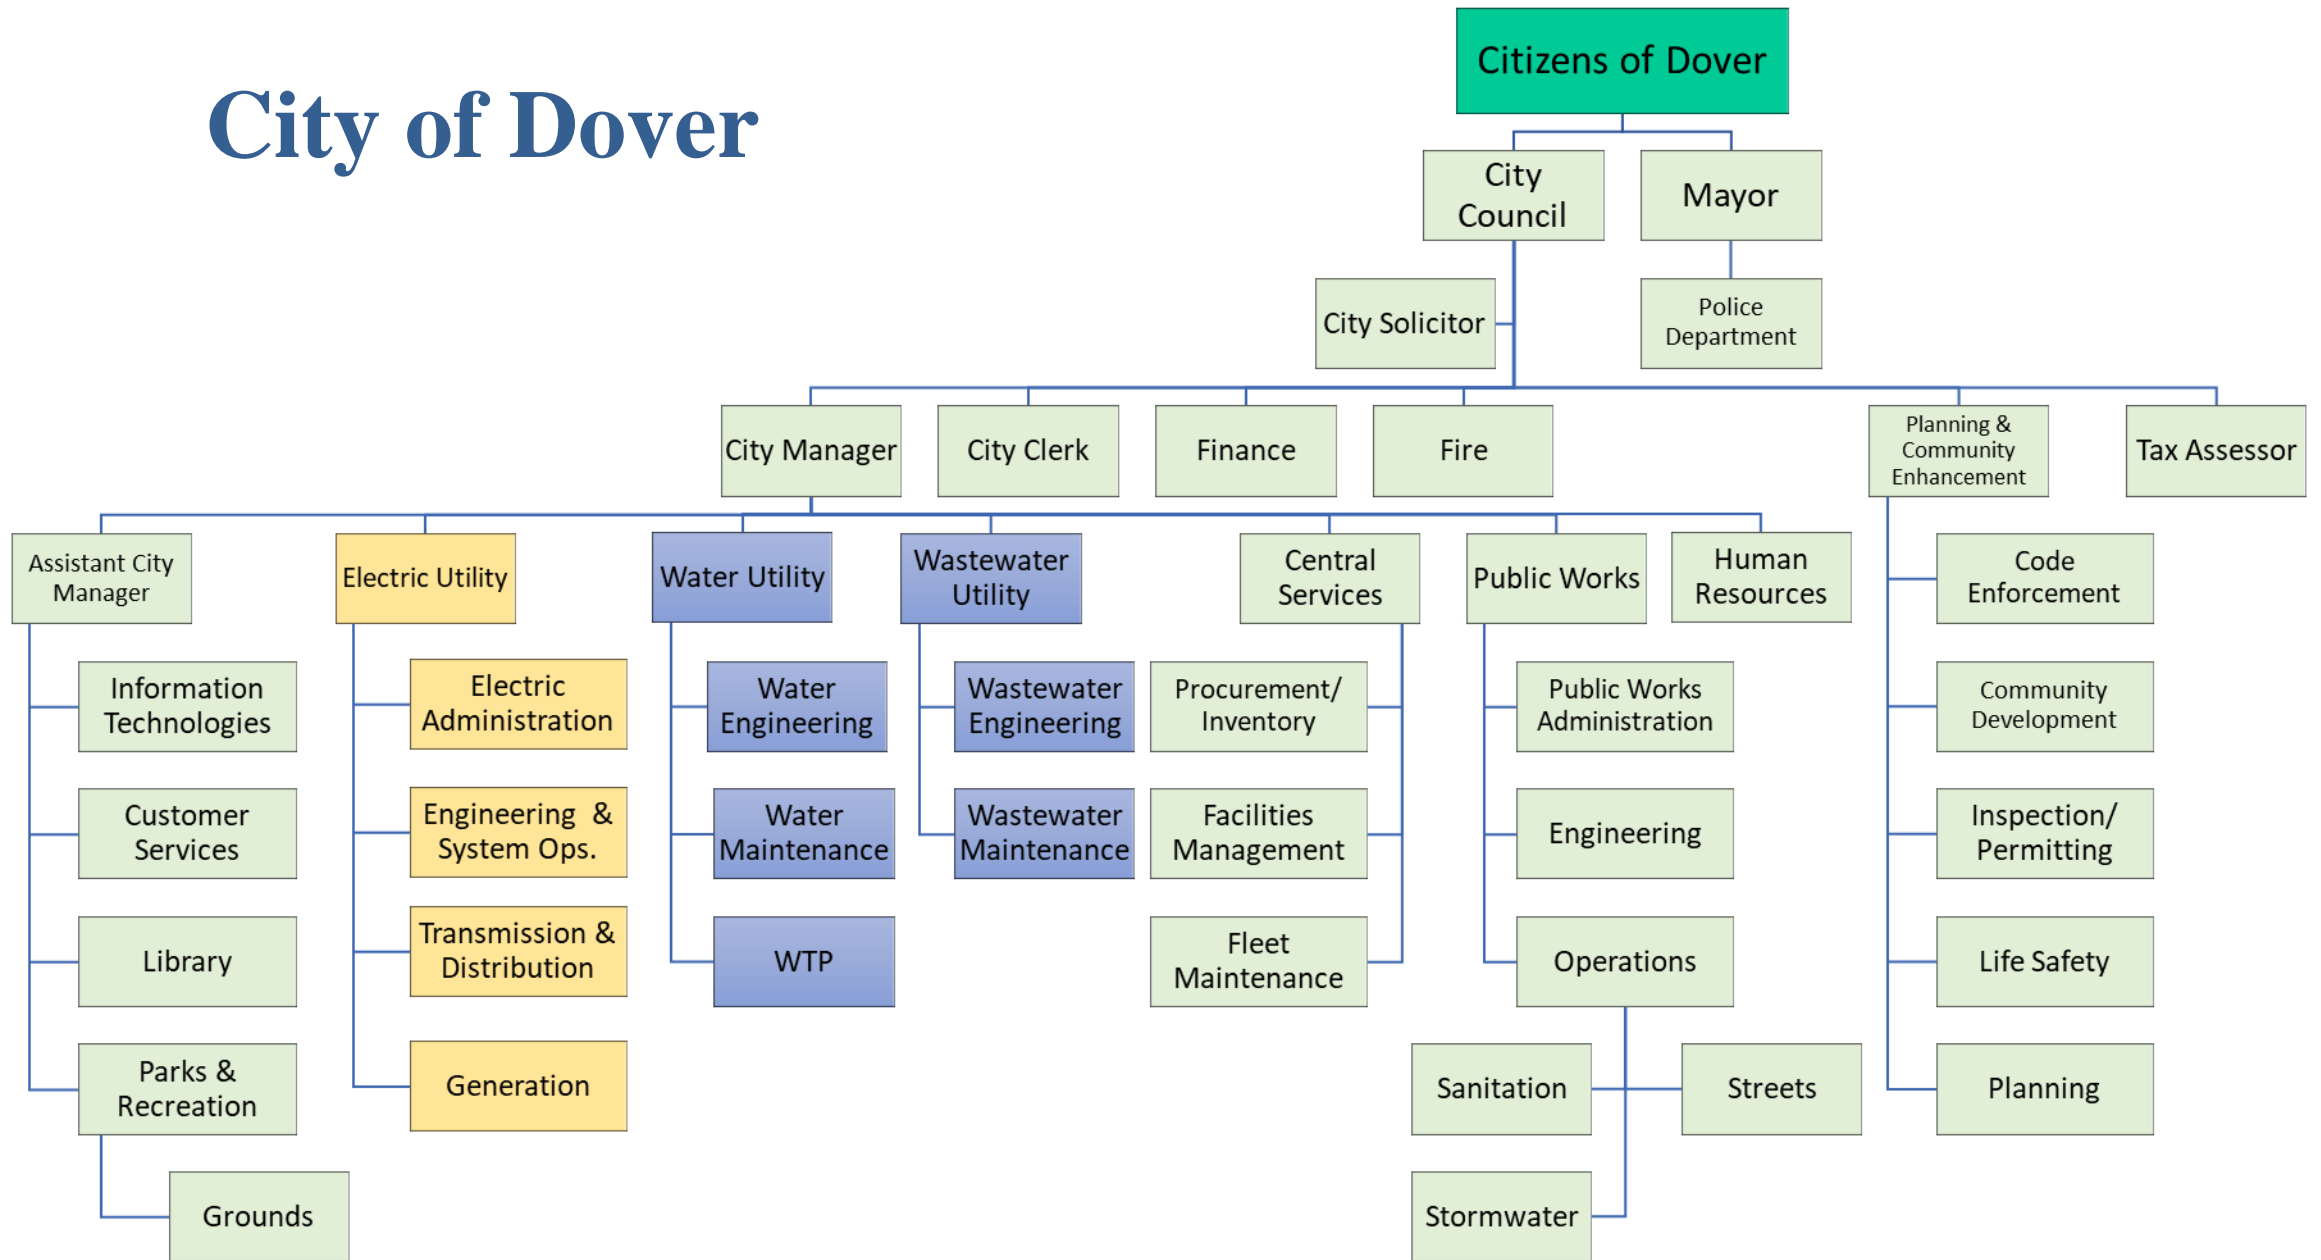 City of Dover
Citizens of Dover
City
Council
Mayor
City Solicitor
Police
Department
City Manager
City Clerk
Finance
Fire
Planning &
Community
Enhancement
Tax Assessor
Assistant City
Manager
Electric Utility
Water Utility
Wastewater
Utility
Central
Services
Public Works
Human
Resources
Code
Enforcement
Information
Technologies
Electric
Administration
Water
Engineering
Wastewater
Engineering
Procurement/
Inventory
Public Works
Administration
Community
Development
Customer
Services
Engineering &
System Ops.
Water
Maintenance
Wastewater
Maintenance
Facilities
Management
Engineering
Inspection/
Permitting
Library
Transmission &
Distribution
WTP
Fleet
Maintenance
Operations
Life Safety
Parks &
Recreation
Generation
Sanitation
Streets
Planning
Grounds
Stormwater